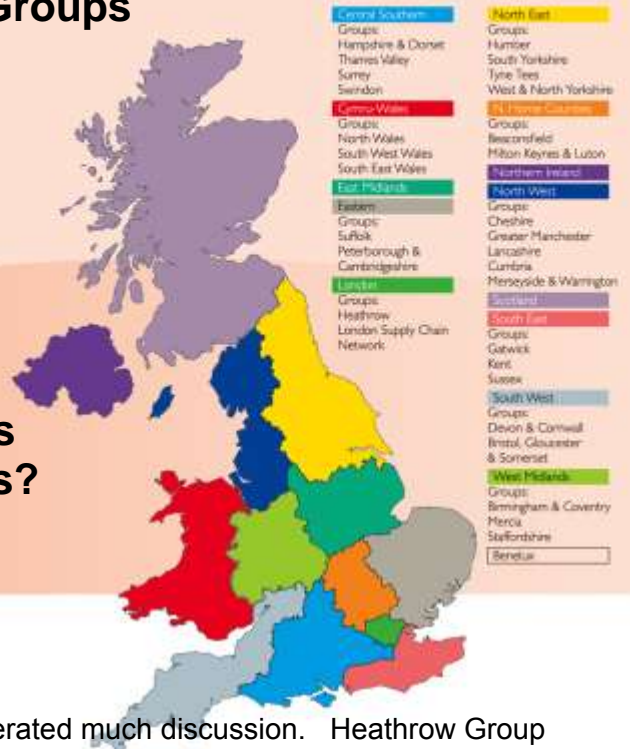 Groups
Central Southern
Groups:
Hampshire & Dorset
Thames Valley
Surrey
Swindon
Cymru-Wales
Groups:
North Wales
South West Wales
South East Wales
East Midlands
Eastern
Groups:
Suffolk
Peterborough &
Cambridgeshire
London
Groups:
Heathrow
London Supply Chain
Network
North East
Groups:
Humber
South Yorkshire
Tyne Tees
West & North Yorkshire
N. Home Counties
Groups:
Beaconsfield
Milton Keynes & Luton
Northern Ireland
North West
Groups:
Cheshire
Greater Manchester
Lancashire
Cumbria
Merseyside & Warrington
Scotland
South East
Groups:
Gatwick
Kent
Sussex
South West
Groups:
Devon & Cornwall
Bristol, Gloucester
& Somerset
West Midlands
Groups:
Birmingham & Coventry
Mercia
Staffordshire
Benelux
s
s?
erated much discussion. Heathrow Group